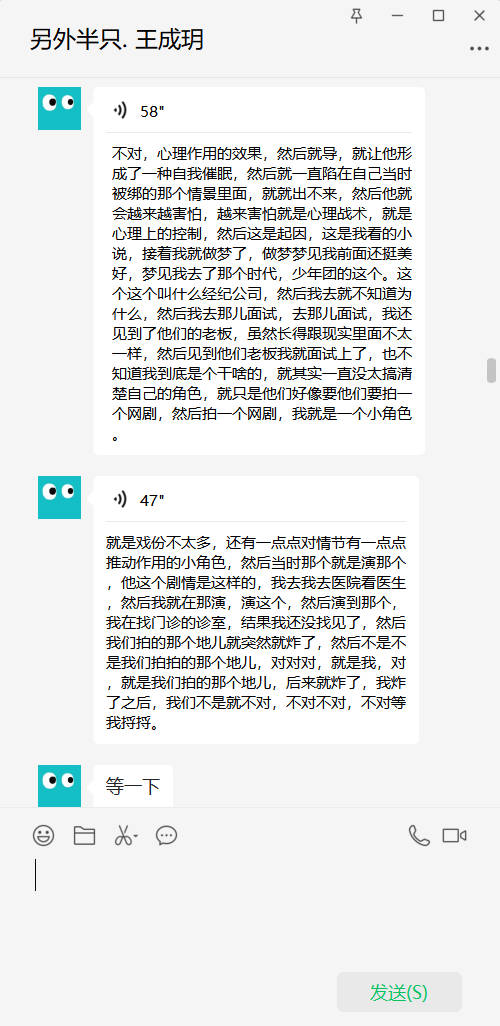 另外半只. 王成玥
58"
不对，心理作用的效果，然后就导，就让他形
成了一种自我催眠，然后就一直陷在自己当时
被绑的那个情景里面，就就出不来，然后他就
会越来越害怕，越来害怕就是心理战术，就是
心理上的控制，然后这是起因，这是我看的小
说，接着我就做梦了，做梦梦见我前面还挺美
好，梦见我去了那个时代，少年团的这个。这
个这个叫什么经纪公司，然后我去就不知道为
什么，然后我去那儿面试，去那儿面试，我还
见到了他们的老板，虽然长得跟现实里面不太
一样，然后见到他们老板我就面试上了，也不
知道我到底是个干啥的，就其实一直没太搞清
楚自己的角色，就只是他们好像要他们要拍一
个网剧，然后拍一个网剧，我就是一个小角色
。
47"
就是戏份不太多，还有一点点对情节有一点点
推动作用的小角色，然后当时那个就是演那个
，他这个剧情是这样的，我去我去医院看医生
，然后我就在那演，演这个，然后演到那个，
我在找门诊的诊室，结果我还没找见了，然后
我们拍的那个地儿就突然就炸了，然后不是不
是我们拍拍的那个地儿，对对对，就是我，对
，就是我们拍的那个地儿，后来就炸了，我炸
了之后，我们不是就不对，不对不对，不对等
我捋捋。
等一下
发送(S)